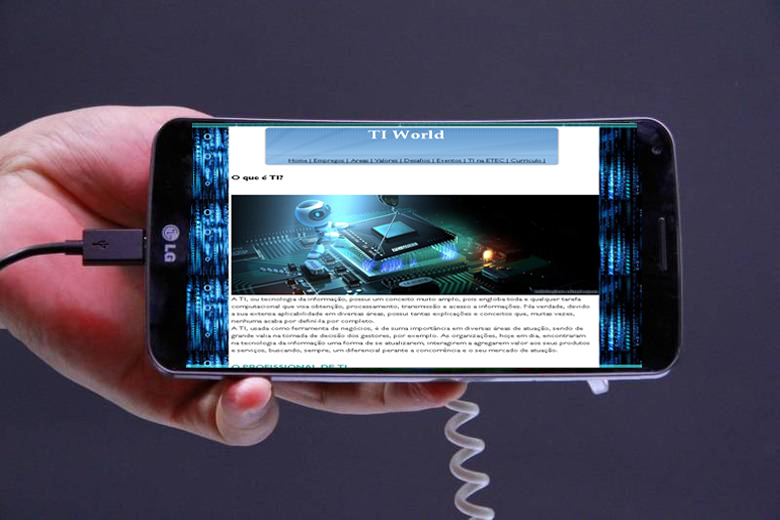 TI World
Home | Empregos | Areas | Valores | Desafios | Eventos | TI na ETEC | Curriculo |
O que é TI?
A TI, ou tecnologia da informação, possui um conceito muito amplo, pois engloba toda e qualquer tarefa
computacional que visa obtenção, processamento, transmissão e acesso a informações. Na verdade, devido
a sua extensa aplicabilidade em diversas áreas, possui tantas explicações e conceitos que, muitas vezes,
nenhuma acaba por defini-la por completo.
A TI, usada como ferramenta de negócios, é de suma importância em diversas áreas de atuação, sendo de
grande valia na tomada de decisão dos gestores, por exemplo. As organizações, hoje em dia, encontraram
na tecnologia da informação uma forma de se atualizarem, interagirem e agregarem valor aos seus produtos
e serviços, buscando, sempre, um diferencial perante a concorrência e o seu mercado de atuação.
O PROFISSIONAL DE TI
LG